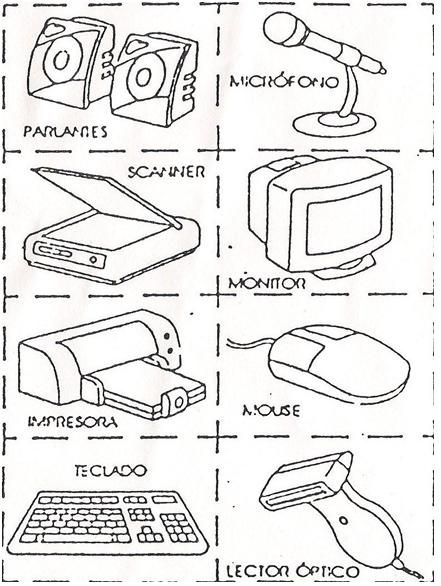 PARLANTES
MICRÓFONO
SCANNER
MONITOR
IMPRESORA
MOUSE
TECLADO
LECTOR ÓPTICO